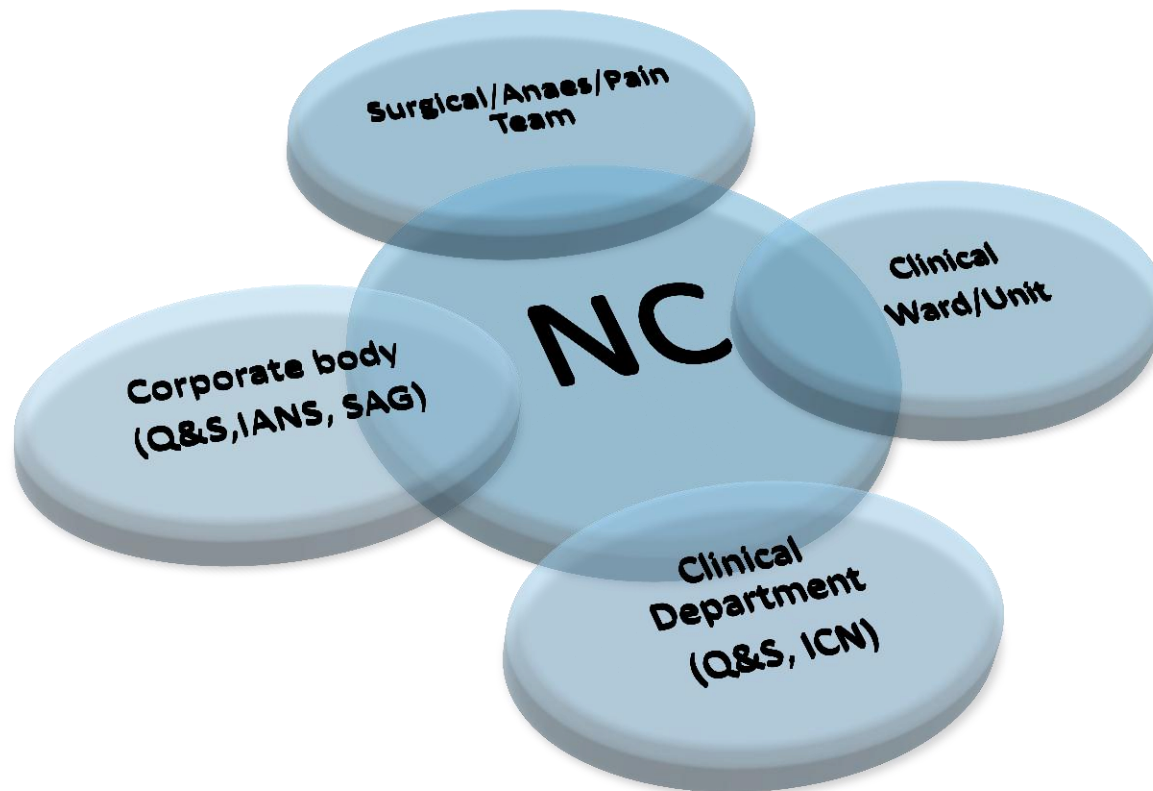 Surgical/Anaes/Pain
Team
NC
Clinical
Ward/Unit
Corporate body
(Q&S,IANS, SAG)
Clinical
Department
(Q&S, ICN)